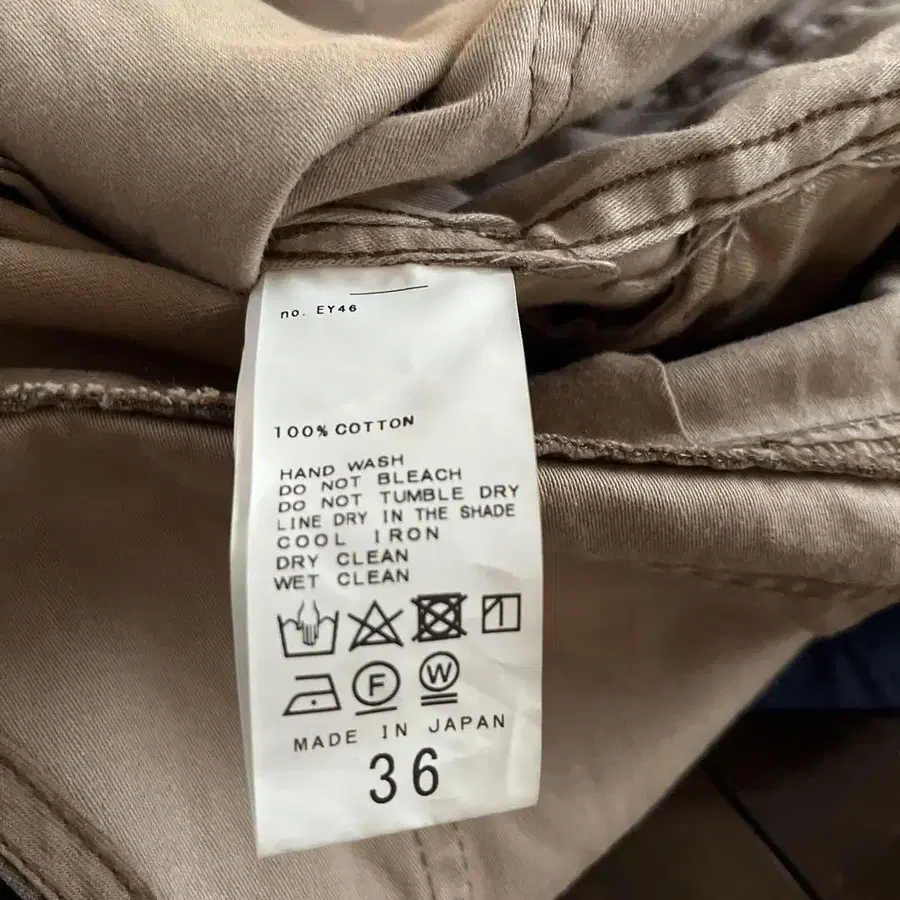 no. EY46
100% COTTON
HAND WASH
DO NOT BLEACH
DO NOT TUMBLE DRY
LINE DRY IN THE SHADE
COOL IRON
DRY CLEAN
WET CLEAN
F W
MADE IN JAPAN
36